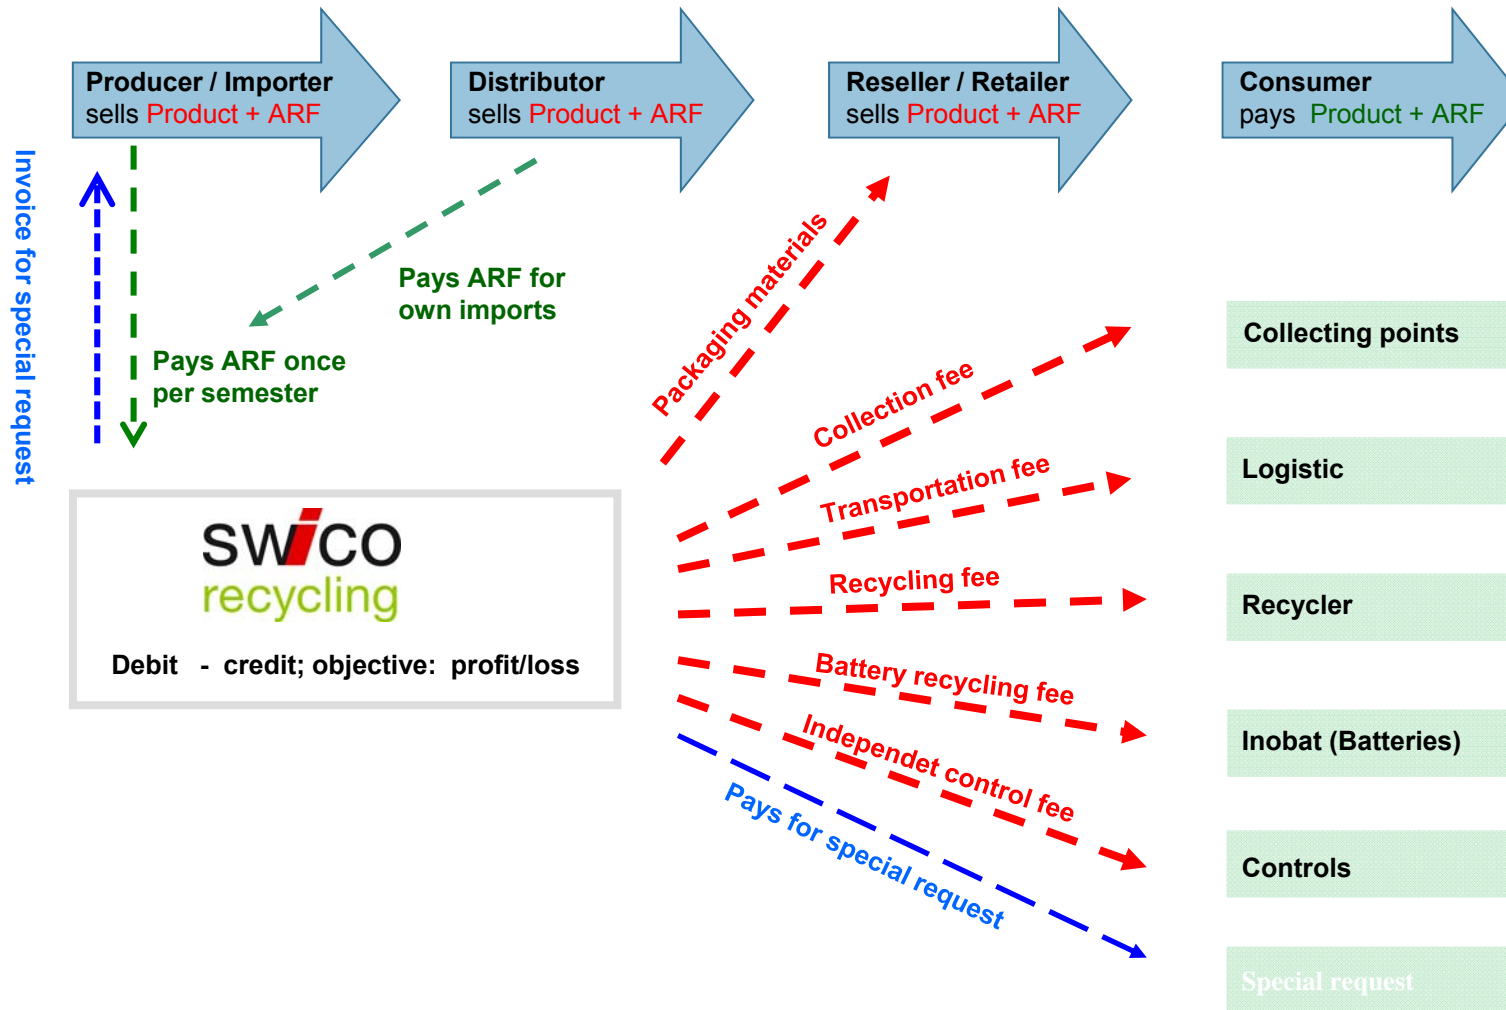 Producer / Importer
sells Product + ARF
Distributor
sells Product + ARF
Reseller / Retailer
sells Product + ARF
Consumer
pays Product + ARF
Invoice for special request
Pays ARF for
own imports
Pays ARF once
per semester
Packaging materials
Collection fee
Transportation fee
Recycling fee
Battery recycling fee
Independet control fee
Pays for special request
Collecting points
Logistic
Recycler
Inobat (Batteries)
Controls
Special request
swico
recycling
Debit - credit; objective: profit/loss